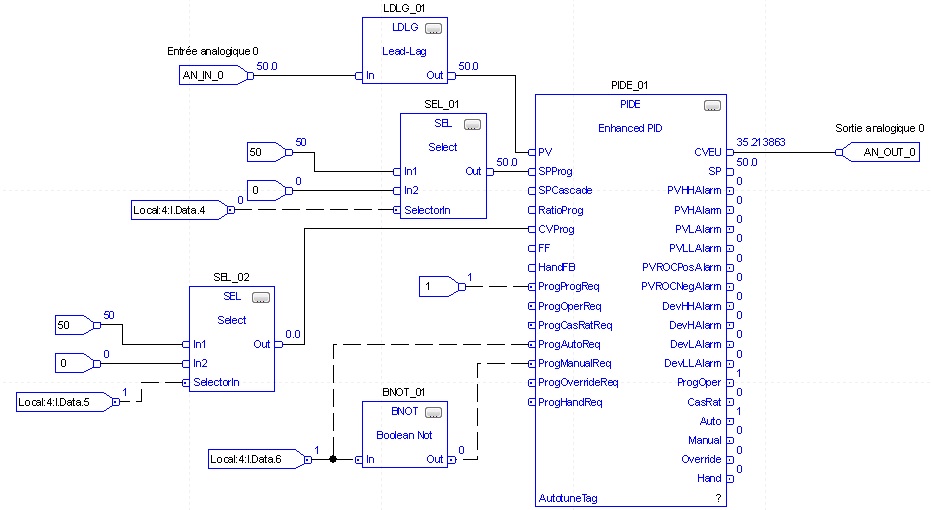 LDLG_01
LDLG
...
Lead-Lag
Entrée analogique 0
AN_IN_0
50.0
In
Out
50.0
SEL_01
SEL
...
Select
50
50
In1
Out
50.0
0
0
In2
Local:4:I.Data.4
0
SelectorIn
SEL_02
SEL
...
Select
50
50
In1
Out
0.0
0
0
In2
Local:4:I.Data.5
1
SelectorIn
1
1
BNOT_01
BNOT
...
Boolean Not
Local:4:I.Data.6
1
In
Out
0
PIDE_01
PIDE
...
Enhanced PID
PV
CVEU
35.213863
SPProg
SP
50.0
SPCascade
PVHHAlarm
0
RatioProg
PVHAlarm
0
CVProg
PVLAlarm
0
FF
PVLLAlarm
0
HandFB
PVROCPosAlarm
0
ProgProgReq
PVROCNegAlarm
0
ProgOperReq
DevHHAlarm
0
ProgCasRatReq
DevHAlarm
0
ProgAutoReq
DevLAlarm
0
ProgManualReq
DevLLAlarm
0
ProgOverrideReq
ProgOper
1
ProgHandReq
CasRat
0
Auto
1
Manual
0
Override
0
Hand
0
AutotuneTag
?
Sortie analogique 0
AN_OUT_0